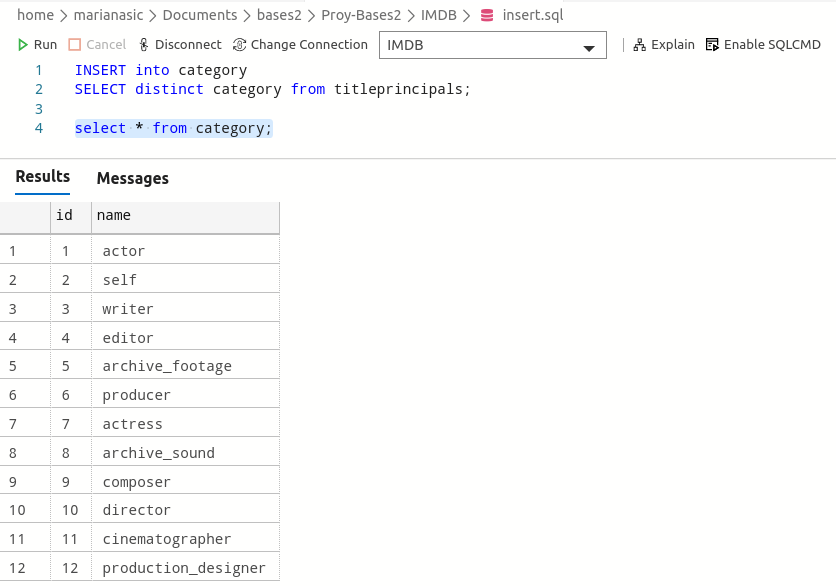 home > marianasic > Documents > bases2 > Proy-Bases2 > IMDB > insert.sql
Run Cancel Disconnect Change Connection IMDB Explain Enable SQLCMD
1 INSERT into category
2 SELECT distinct category from titleprincipals;
3
4 select * from category;
Results Messages
id name
1 1 actor
2 2 self
3 3 writer
4 4 editor
5 5 archive_footage
6 6 producer
7 7 actress
8 8 archive_sound
9 9 composer
10 10 director
11 11 cinematographer
12 12 production_designer